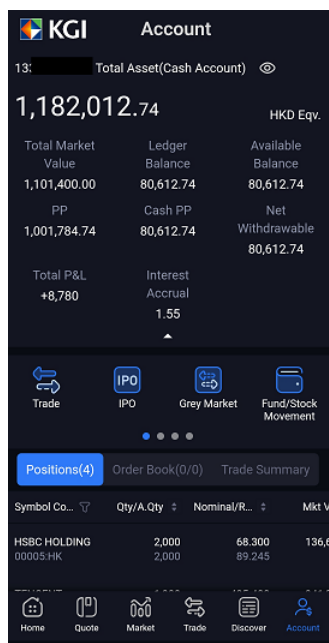 KGI Account
13: Total Asset(Cash Account)
1,182,012.74 HKD Eqv.
Total Market Value Ledger Balance Available Balance
1,101,400.00 80,612.74 80,612.74
PP Cash PP Net Withdrawable
1,001,784.74 80,612.74 80,612.74
Total P&L Interest Accrual
+8,780 1.55
Trade IPO Grey Market Fund/Stock Movement
Positions(4) Order Book(0/0) Trade Summary
Symbol Co... Qty/A.Qty Nominal/R... Mkt V
HSBC HOLDING 2,000 68.300 136,6
00005:HK 2,000 89.245
Home Quote Market Trade Discover Account